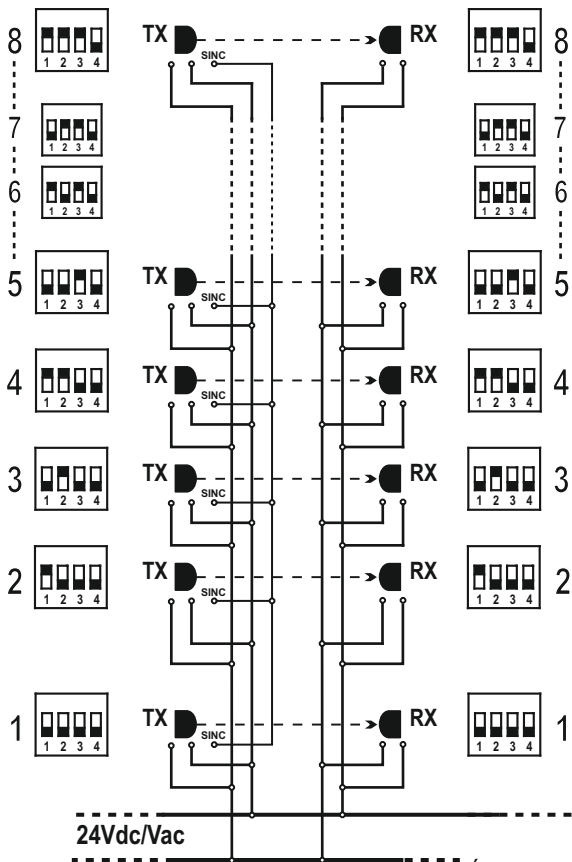 8 1 2 3 4 TX SINC RX 1 2 3 4 8
7 1 2 3 4 1 2 3 4 7
6 1 2 3 4 1 2 3 4 6
5 1 2 3 4 TX SINC RX 1 2 3 4 5
4 1 2 3 4 TX SINC RX 1 2 3 4 4
3 1 2 3 4 TX SINC RX 1 2 3 4 3
2 1 2 3 4 TX SINC RX 1 2 3 4 2
1 1 2 3 4 TX SINC RX 1 2 3 4 1
24Vdc/Vac